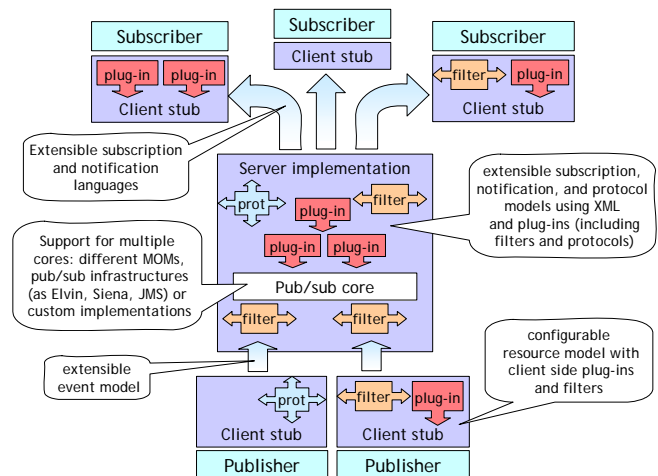 Subscriber
Subscriber
Subscriber
Client stub
plug-in
plug-in
Client stub
filter
plug-in
Client stub
Extensible subscription
and notification
languages
Server implementation
prot
filter
plug-in
plug-in
plug-in
Pub/sub core
filter
filter
extensible subscription,
notification, and protocol
models using XML
and plug-ins (including
filters and protocols)
Support for multiple
cores: different MOMs,
pub/sub infrastructures
(as Elvin, Siena, JMS) or
custom implementations
extensible
event model
configurable
resource model with
client side plug-ins
and filters
prot
Client stub
filter
plug-in
Client stub
Publisher
Publisher